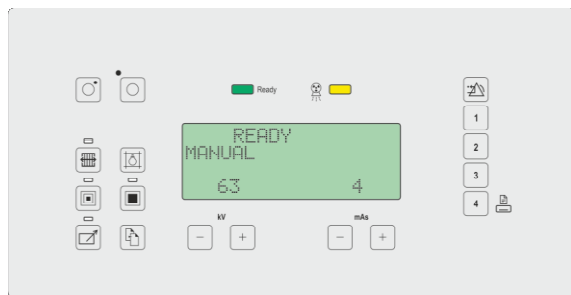 Ready
READY
MANUAL
63 4
kV mAs
- + - +
1
2
3
4